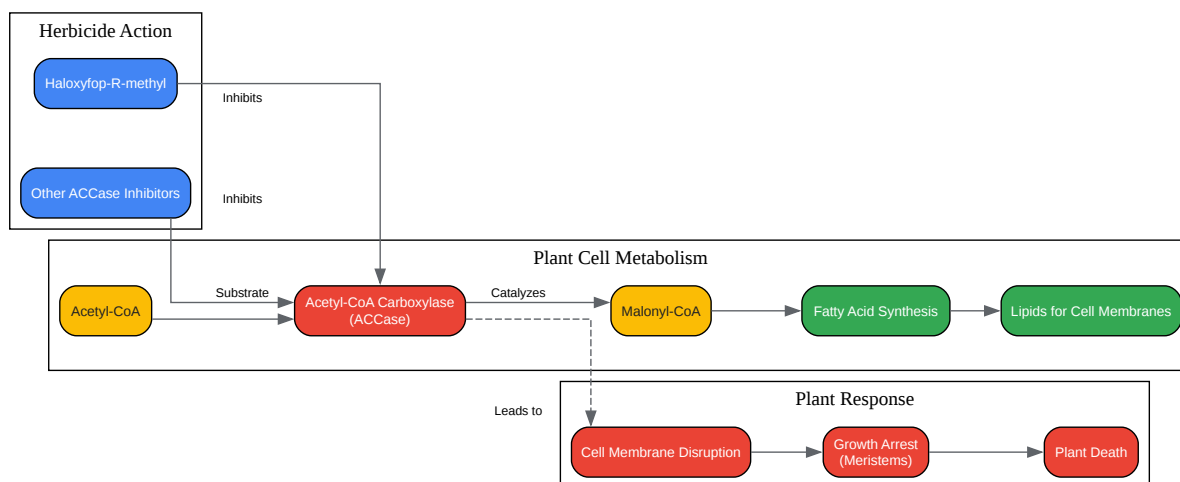 Herbicide Action
Haloxyfop-R-methyl
Inhibits
Other ACCase Inhibitors
Inhibits
Plant Cell Metabolism
Acetyl-CoA
Substrate
Acetyl-CoA Carboxylase
(ACCase)
Catalyzes
Malonyl-CoA
Fatty Acid Synthesis
Lipids for Cell Membranes
Leads to
Plant Response
Cell Membrane Disruption
Growth Arrest
(Meristems)
Plant Death